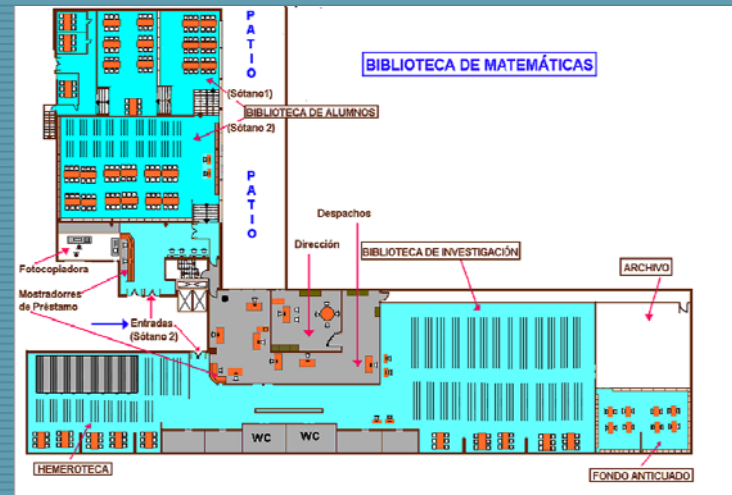 BIBLIOTECA DE MATEMÁTICAS
PATIO
(Sótano1)
BIBLIOTECA DE ALUMNOS
(Sótano 2)
PATIO
Despachos
Dirección
BIBLIOTECA DE INVESTIGACIÓN
ARCHIVO
Fotocopiadora
Mostradorres
de Préstamo
Entradas
(Sótano 2)
WC
WC
HEMEROTECA
FONDO ANTICUADO